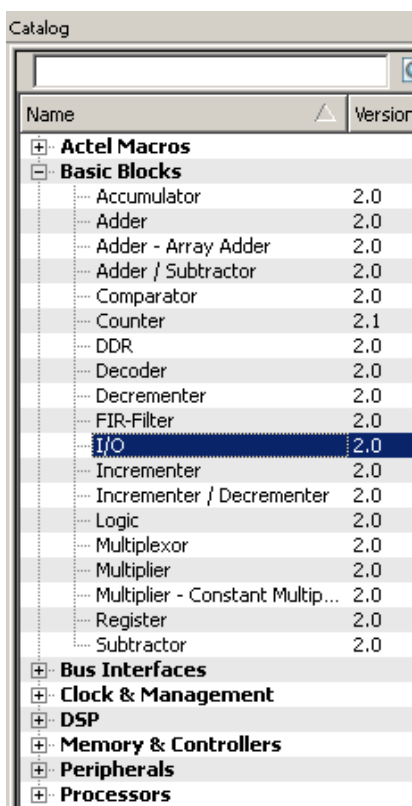 Catalog
Name Version
Actel Macros
Basic Blocks
Accumulator 2.0
Adder 2.0
Adder - Array Adder 2.0
Adder / Subtractor 2.0
Comparator 2.0
Counter 2.1
DDR 2.0
Decoder 2.0
Decrementer 2.0
FIR-Filter 2.0
I/O 2.0
Incrementer 2.0
Incrementer / Decrementer 2.0
Logic 2.0
Multiplexor 2.0
Multiplier 2.0
Multiplier - Constant Multip... 2.0
Register 2.0
Subtractor 2.0
Bus Interfaces
Clock & Management
DSP
Memory & Controllers
Peripherals
Processors